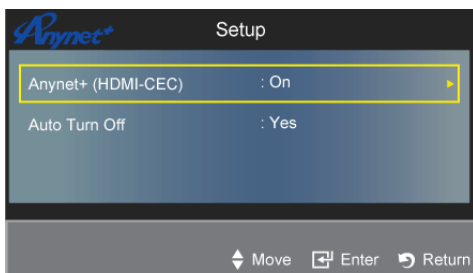 Anynet+ Setup
Anynet+ (HDMI-CEC) : On
Auto Turn Off : Yes
Move Enter Return